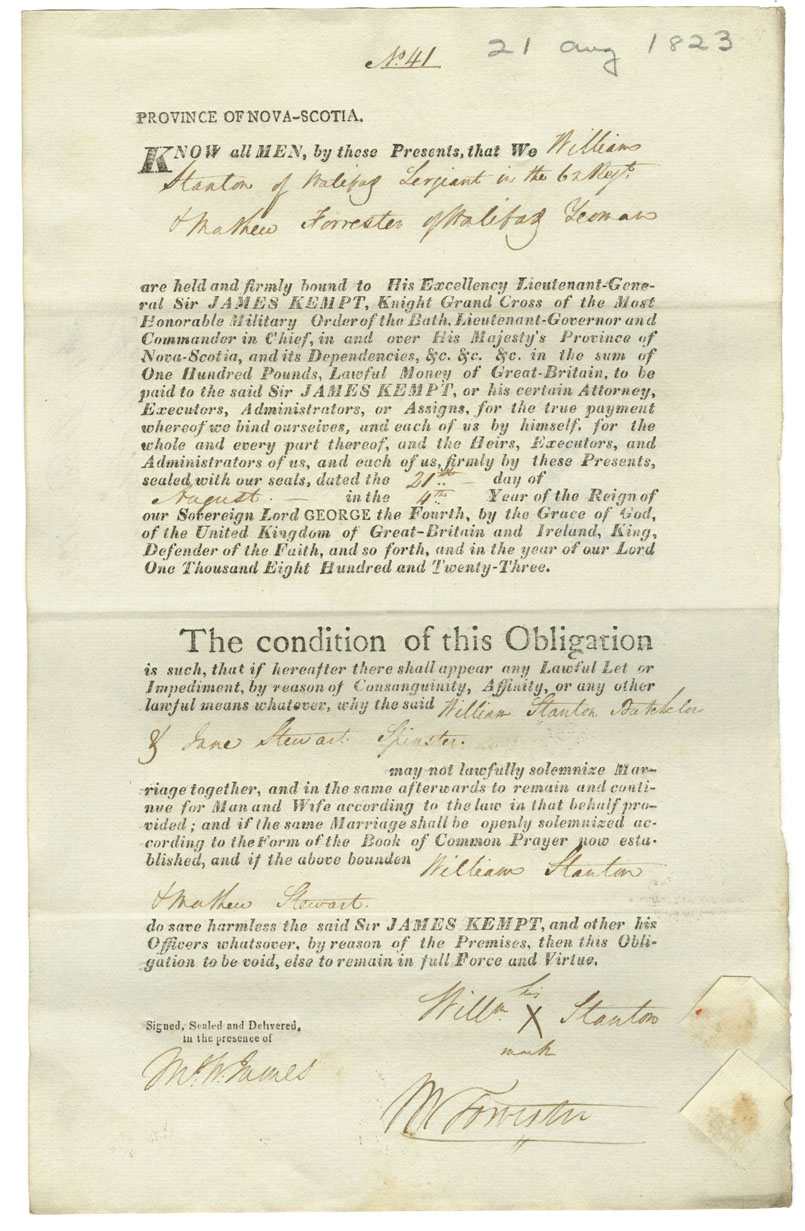 No. 41
21 aug 1823
PROVINCE OF NOVA-SCOTIA.
KNOW all MEN, by these Presents, that We William
Stanton of Halifax Sergiant in the 62 Regt.
& Mathew Forrester of Halifax Yeoman
are held and firmly bound to His Excellency Lieutenant-Gene-
ral Sir JAMES KEMPT, Knight Grand Cross of the Most
Honorable Military Order of the Bath, Lieutenant-Governor and
Commander in Chief, in and over His Majesty's Province of
Nova-Scotia, and its Dependencies, &c. &c. &c. in the sum of
One Hundred Pounds, Lawful Money of Great-Britain, to be
paid to the said Sir JAMES KEMPT, or his certain Attorney,
Executors, Administrators, or Assigns, for the true payment
whereof we bind ourselves, and each of us by himself, for the
whole and every part thereof, and the Heirs, Executors, and
Administrators of us, and each of us, firmly by these Presents,
sealed with our seals, dated the 21st day of
August. in the 4th Year of the Reign of
our Sovereign Lord GEORGE the Fourth, by the Grace of God,
of the United Kingdom of Great-Britain and Ireland, King,
Defender of the Faith, and so forth, and in the year of our Lord
One Thousand Eight Hundred and Twenty-Three.
The condition of this Obligation
is such, that if hereafter there shall appear any Lawful Let or
Impediment, by reason of Consanguinity, Affinity, or any other
lawful means whatever, why the said William Stanton Batchelor
& Jane Stewart Spinster.
may not lawfully solemnize Mar-
riage together, and in the same afterwards to remain and conti-
nue for Man and Wife according to the law in that behalf pro-
vided; and if the same Marriage shall be openly solemnized ac-
cording to the Form of the Book of Common Prayer now esta-
blished, and if the above bounden William Stanton
& Mathew Stewart.
do save harmless the said Sir JAMES KEMPT, and other his
Officers whatsover, by reason of the Premises, then this Obli-
gation to be void, else to remain in full Force and Virtue.
Willm his X Stanton
mark
Signed, Sealed and Delivered,
in the presence of
James
M Forrester